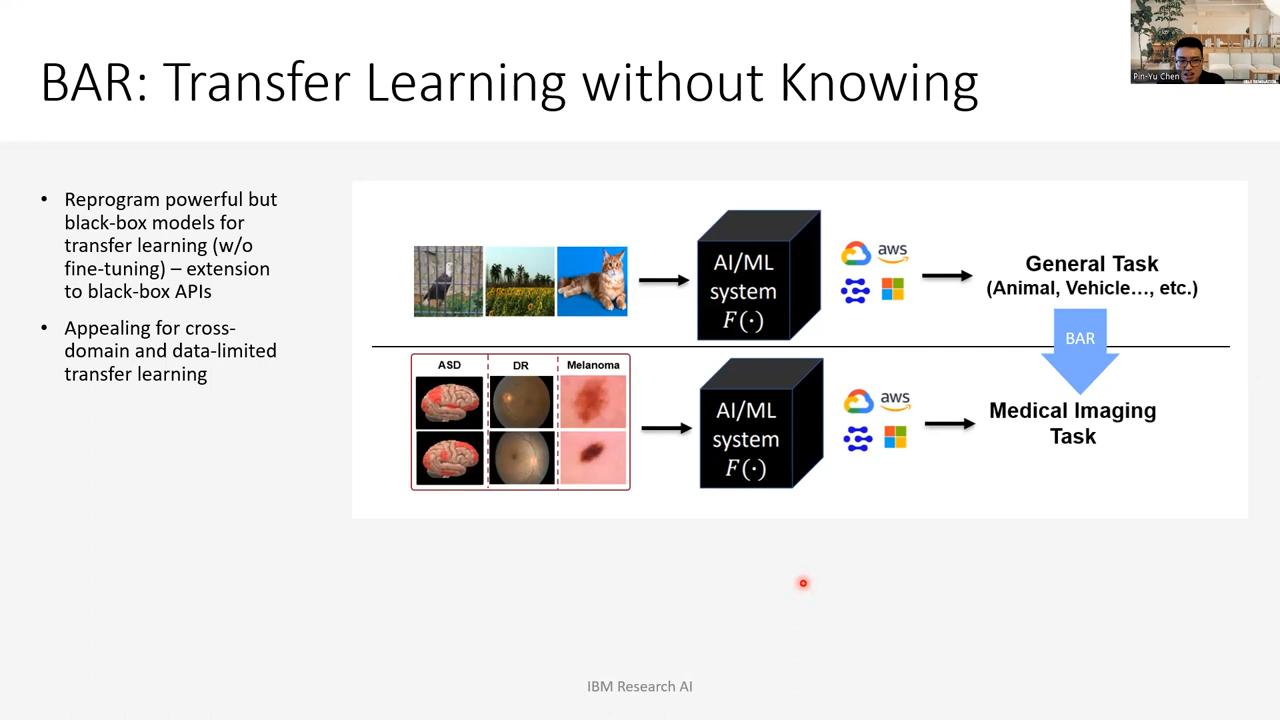 BAR: Transfer Learning without Knowing
Pin-Yu Chen
• Reprogram powerful but
black-box models for
transfer learning (w/o
fine-tuning) – extension
to black-box APIs
• Appealing for cross-
domain and data-limited
transfer learning
AI/ML
system
F(·)
aws
General Task
(Animal, Vehicle…, etc.)
BAR
ASD DR Melanoma
AI/ML
system
F(·)
aws
Medical Imaging
Task
IBM Research AI